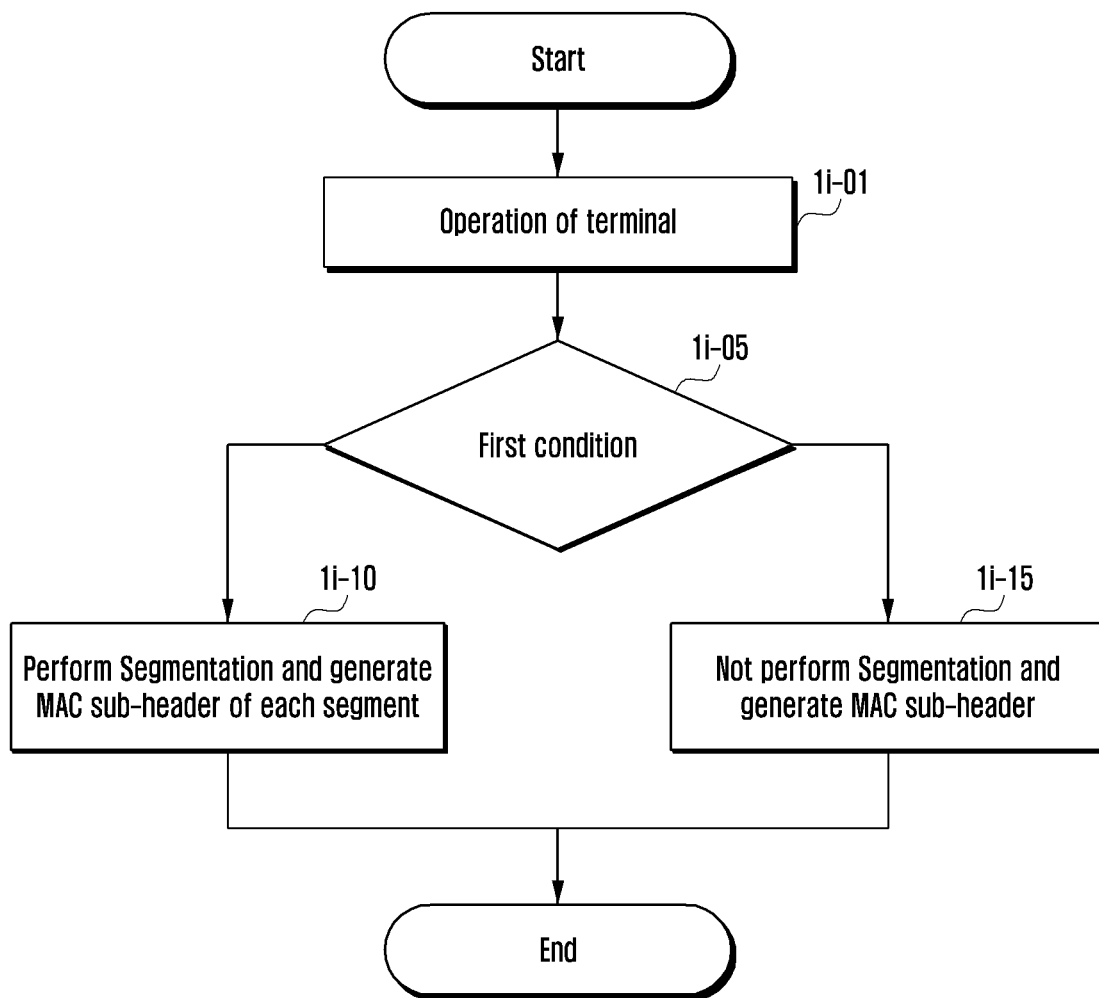 Start
1i-01
Operation of terminal
1i-05
First condition
1i-10
Perform Segmentation and generate
MAC sub-header of each segment
1i-15
Not perform Segmentation and
generate MAC sub-header
End